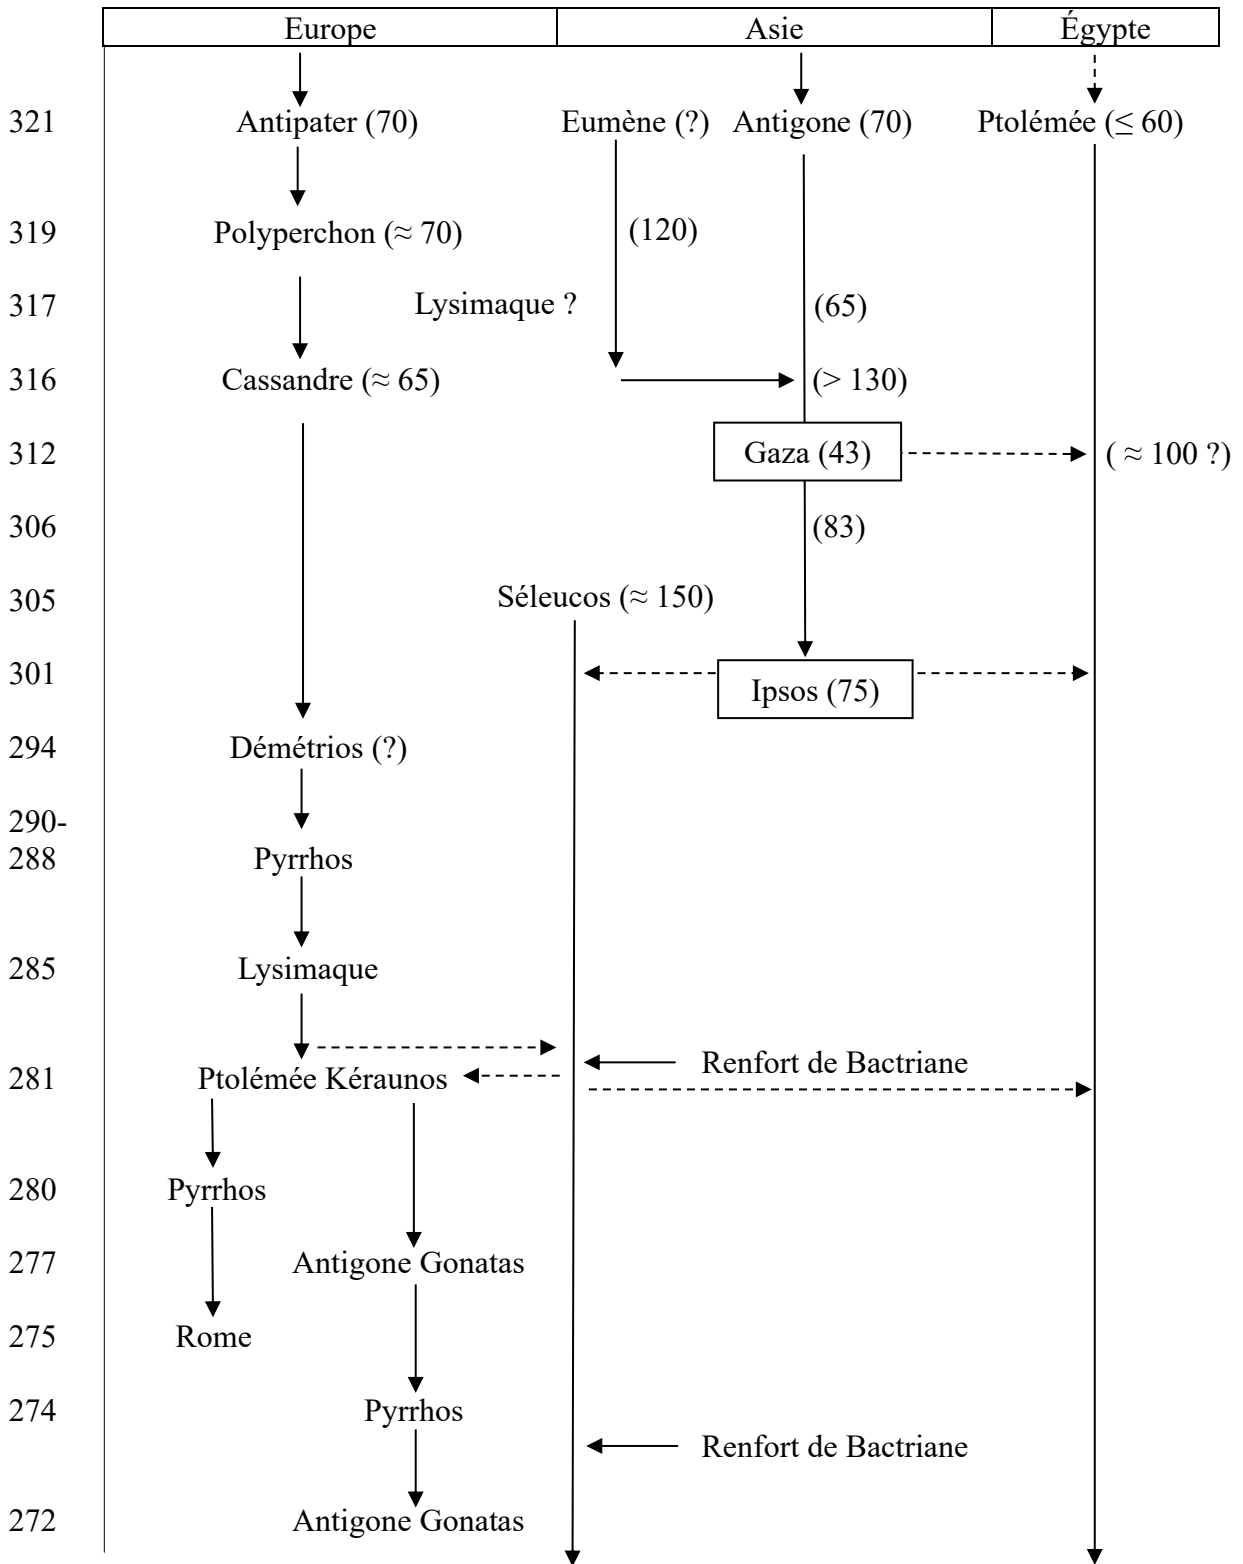 Europe Asie Égypte
321 Antipater (70) Eumène (?) Antigone (70) Ptolémée (≤ 60)
319 Polyperchon (≈ 70) (120)
317 Lysimaque ? (65)
316 Cassandre (≈ 65) (> 130)
312 Gaza (43) ( ≈ 100 ?)
306 (83)
305 Séleucos (≈ 150)
301 Ipsos (75)
294 Démétrios (?)
290-
288 Pyrrhos
285 Lysimaque
Renfort de Bactriane
281 Ptolémée Kéraunos
280 Pyrrhos
277 Antigone Gonatas
275 Rome
274 Pyrrhos
Renfort de Bactriane
272 Antigone Gonatas